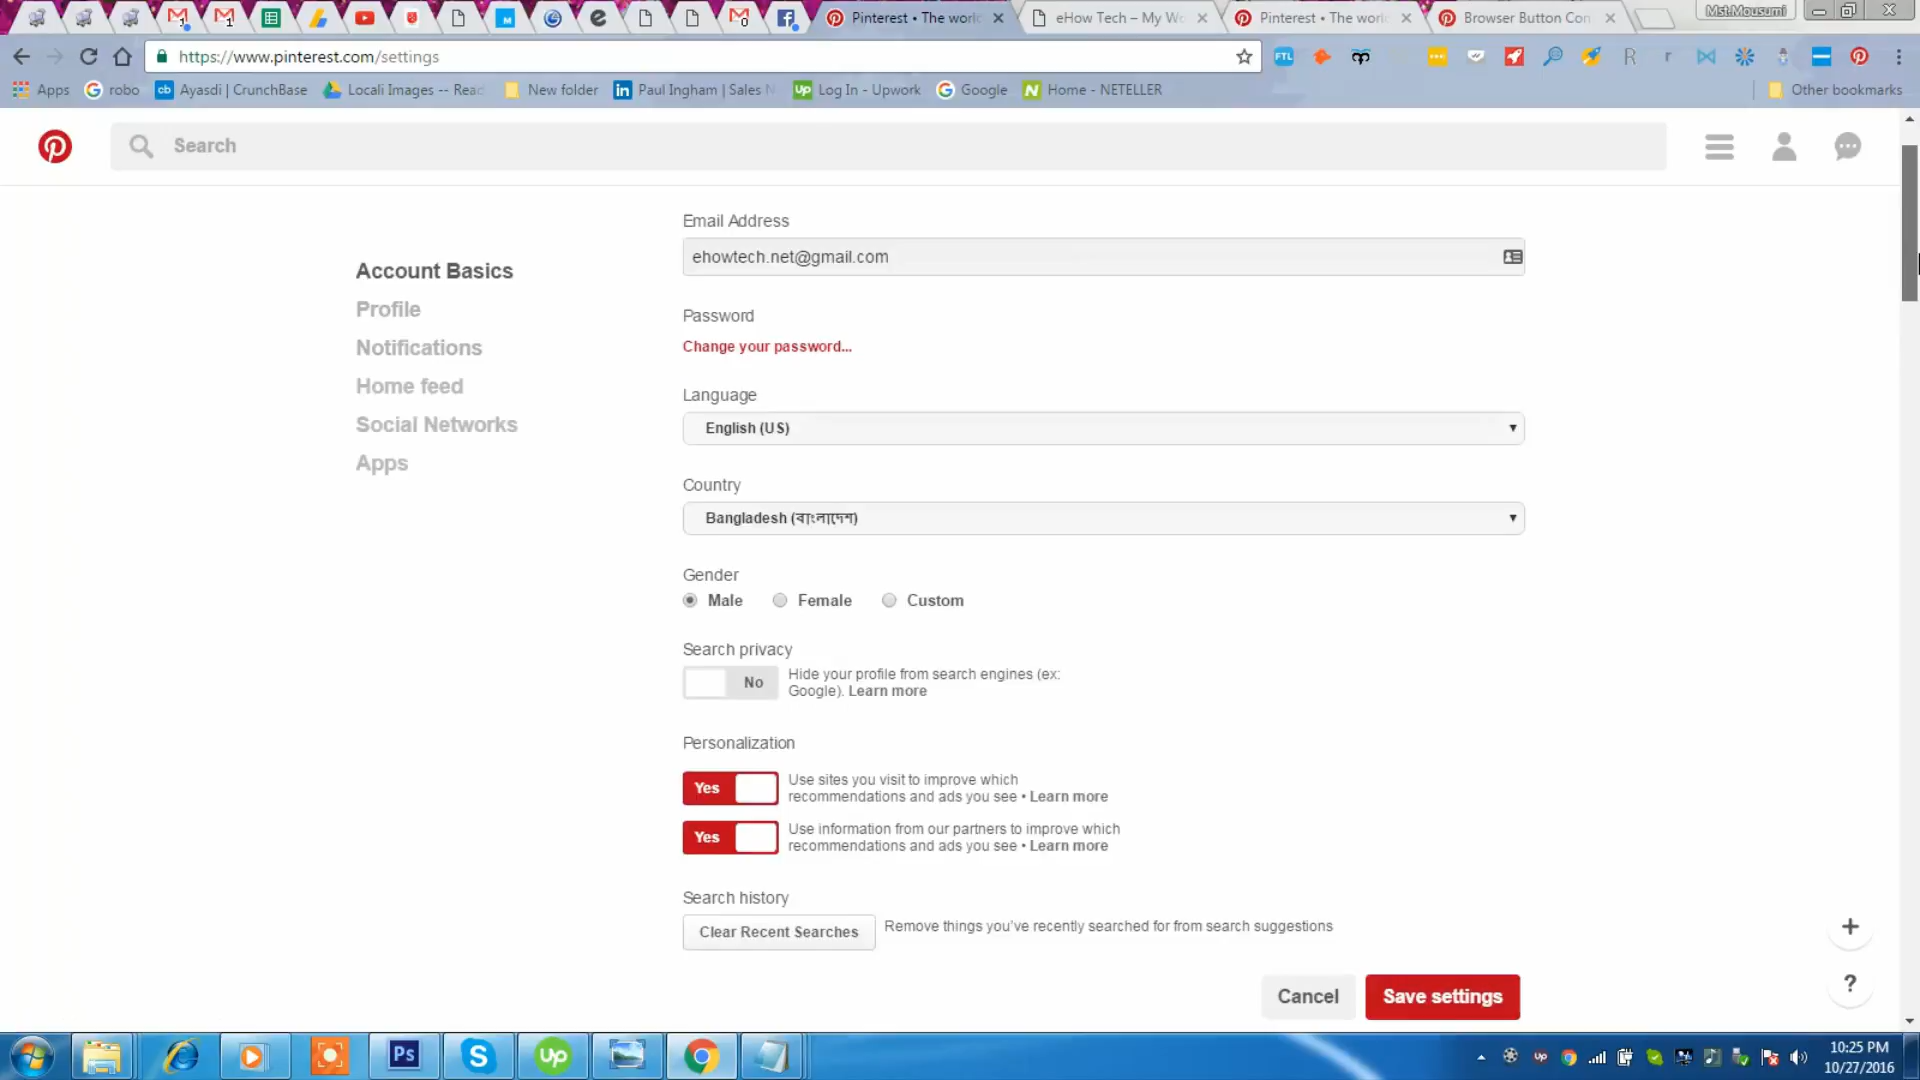 Pinterest • The worl
eHow Tech – My Wo
Pinterest • The worl
Browser Button Con
Mst.Mousumi
https://www.pinterest.com/settings
Apps
robo
Ayasdi | CrunchBase
Locali Images -- Read
New folder
Paul Ingham | Sales N
Log In - Upwork
Google
Home - NETELLER
Other bookmarks
Search
Account Basics
Profile
Notifications
Home feed
Social Networks
Apps
Email Address
ehowtech.net@gmail.com
Password
Change your password...
Language
English (US)
Country
Bangladesh (বাংলাদেশ)
Gender
Male Female Custom
Search privacy
No
Hide your profile from search engines (ex:
Google). Learn more
Personalization
Yes
Use sites you visit to improve which
recommendations and ads you see • Learn more
Yes
Use information from our partners to improve which
recommendations and ads you see • Learn more
Search history
Clear Recent Searches
Remove things you've recently searched for from search suggestions
Cancel
Save settings
+
?
Ps
Up
10:25 PM
10/27/2016